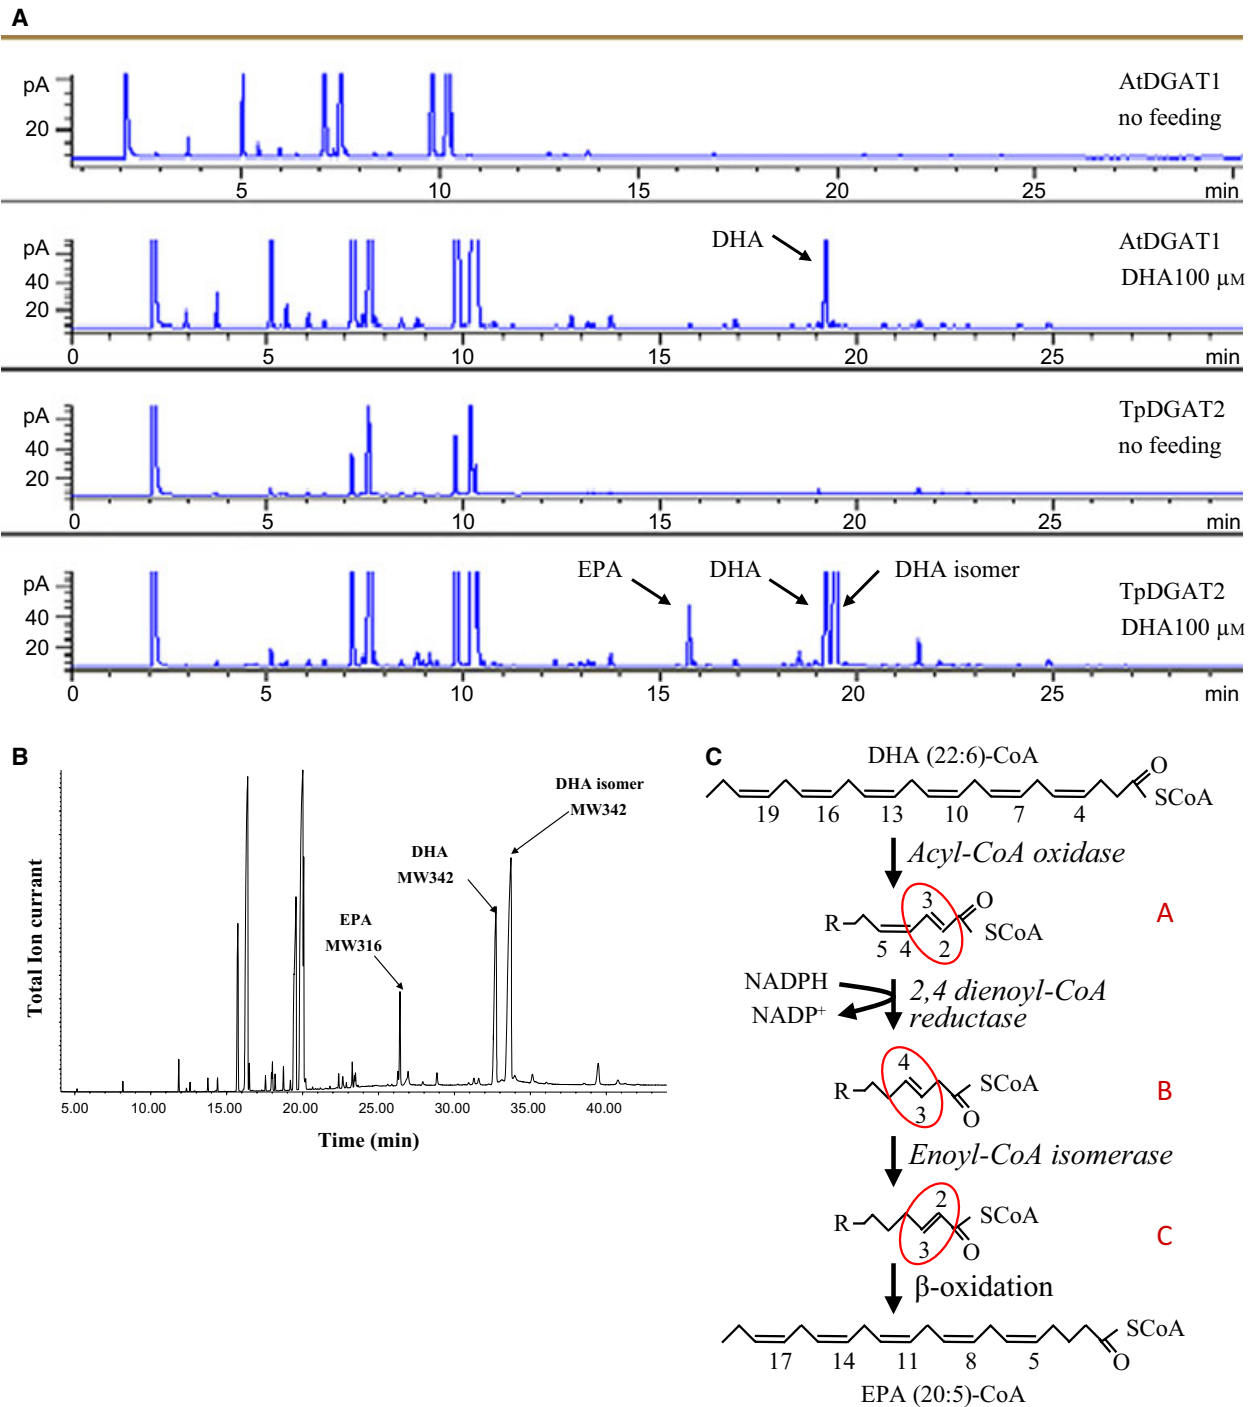 A
pA
20
AtDGAT1
no feeding
5 10 15 20 25 min
pA
40
20
DHA
AtDGAT1
DHA100 μM
0 5 10 15 20 25 min
pA
40
20
TpDGAT2
no feeding
0 5 10 15 20 25 min
pA
40
20
EPA DHA DHA isomer
TpDGAT2
DHA100 μM
0 5 10 15 20 25 min
B
Total Ion currant
DHA isomer
MW342
DHA
MW342
EPA
MW316
5.00 10.00 15.00 20.00 25.00 30.00 35.00 40.00
Time (min)
C
DHA (22:6)-CoA
O
SCoA
19 16 13 10 7 4
Acyl-CoA oxidase
R
3
O
SCoA
5 4 2
A
NADPH
NADP+
2,4 dienoyl-CoA
reductase
4
SCoA
R
3
O
B
Enoyl-CoA isomerase
2
SCoA
R
3
O
C
β-oxidation
SCoA
17 14 11 8 5
O
EPA (20:5)-CoA